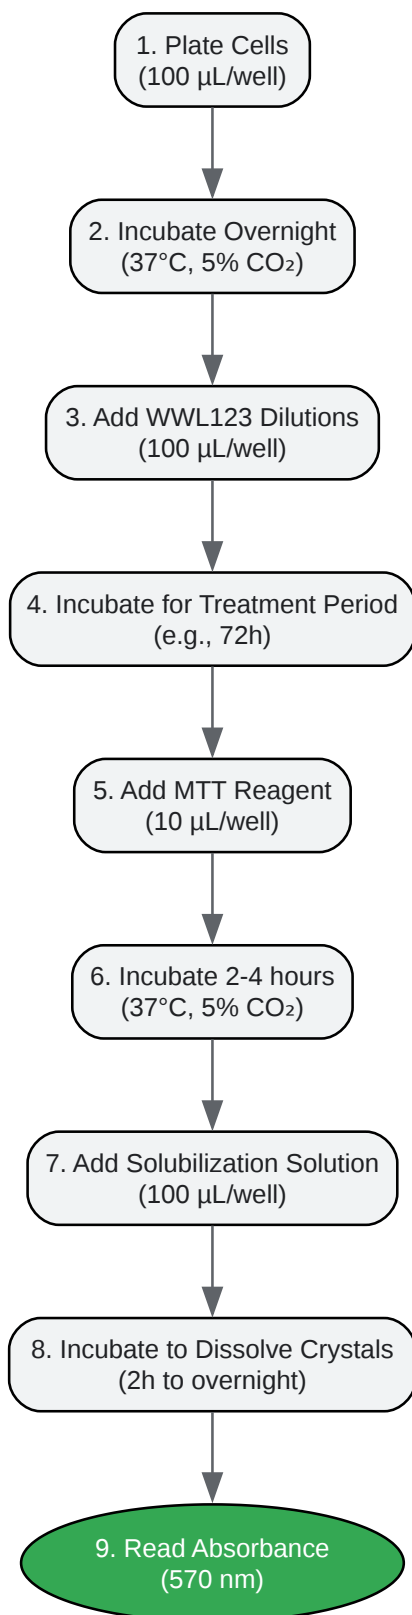 1. Plate Cells
(100 µL/well)
2. Incubate Overnight
(37°C, 5% CO₂)
3. Add WWL123 Dilutions
(100 µL/well)
4. Incubate for Treatment Period
(e.g., 72h)
5. Add MTT Reagent
(10 µL/well)
6. Incubate 2-4 hours
(37°C, 5% CO₂)
7. Add Solubilization Solution
(100 µL/well)
8. Incubate to Dissolve Crystals
(2h to overnight)
9. Read Absorbance
(570 nm)